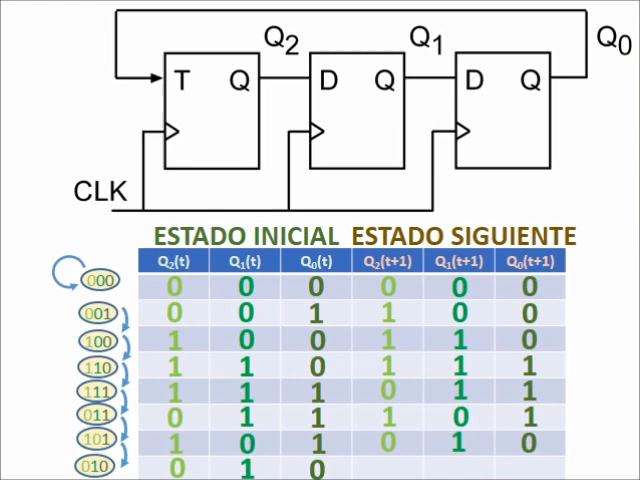 Q2 Q1 Q0
T Q D Q D Q
CLK
ESTADO INICIAL ESTADO SIGUIENTE
Q2(t) Q1(t) Q0(t) Q2(t+1) Q1(t+1) Q0(t+1)
000 0 0 0 0 0 0
001 0 0 1 1 0 0
100 1 0 0 1 1 0
110 1 1 0 1 1 1
111 1 1 1 0 1 1
011 0 1 1 1 0 1
101 1 0 1 0 1 0
010 0 1 0